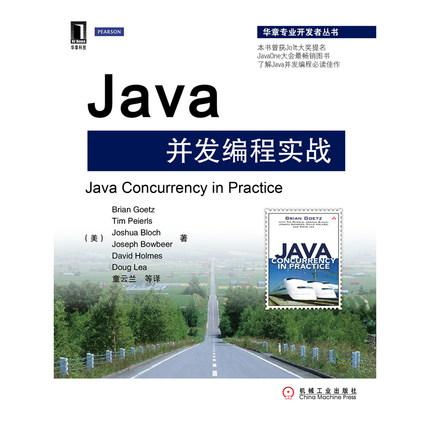 华章科技
PEARSON
华章专业开发者丛书
本书曾获Jolt大奖提名
JavaOne大会最畅销图书
了解Java并发编程必读佳作
Java
并发编程实战
Java Concurrency in Practice
Brian Goetz
Tim Peierls
Joshua Bloch
（美） Joseph Bowbeer 著
David Holmes
Doug Lea
童云兰 等译
BRIAN GOETZ
JAVA
CONCURRENCY
IN PRACTICE
机械工业出版社
China Machine Press